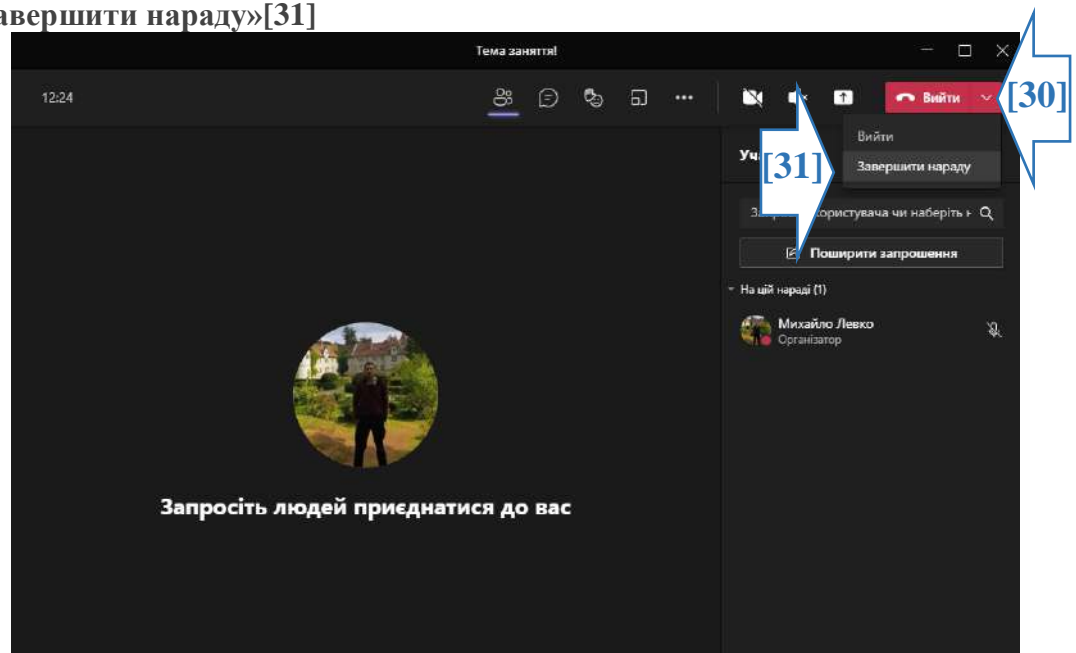 авершити нараду»[31]
Тема заняття!
12:24
Вийти
[30]
Вийти
Завершити нараду
[31]
користувача чи наберіть
Поширити запрошення
На цій нараді (1)
Михайло Левко
Організатор
Запросіть людей приєднатися до вас